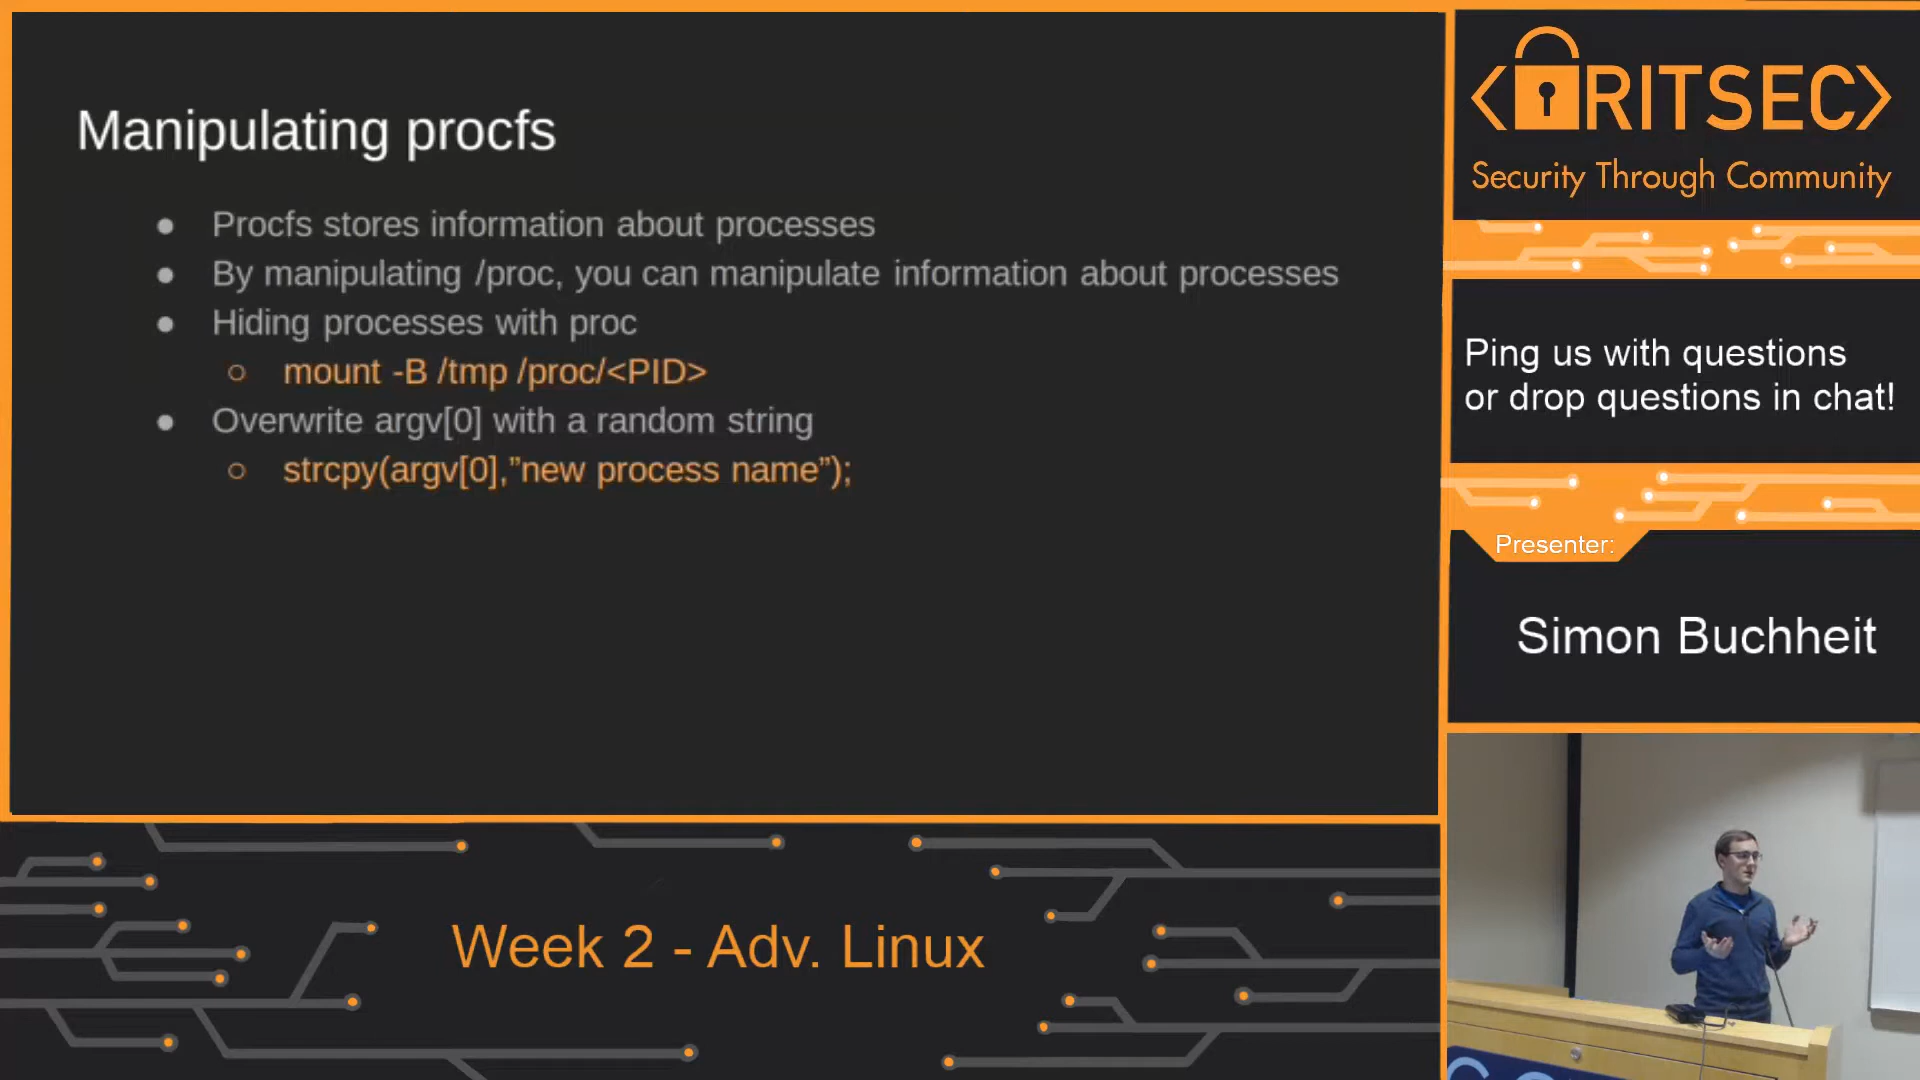 Manipulating procfs
● Procfs stores information about processes
● By manipulating /proc, you can manipulate information about processes
● Hiding processes with proc
○ mount -B /tmp /proc/<PID>
● Overwrite argv[0] with a random string
○ strcpy(argv[0],”new process name”);
Week 2 - Adv. Linux
<RITSEC>
Security Through Community
Ping us with questions
or drop questions in chat!
Presenter:
Simon Buchheit